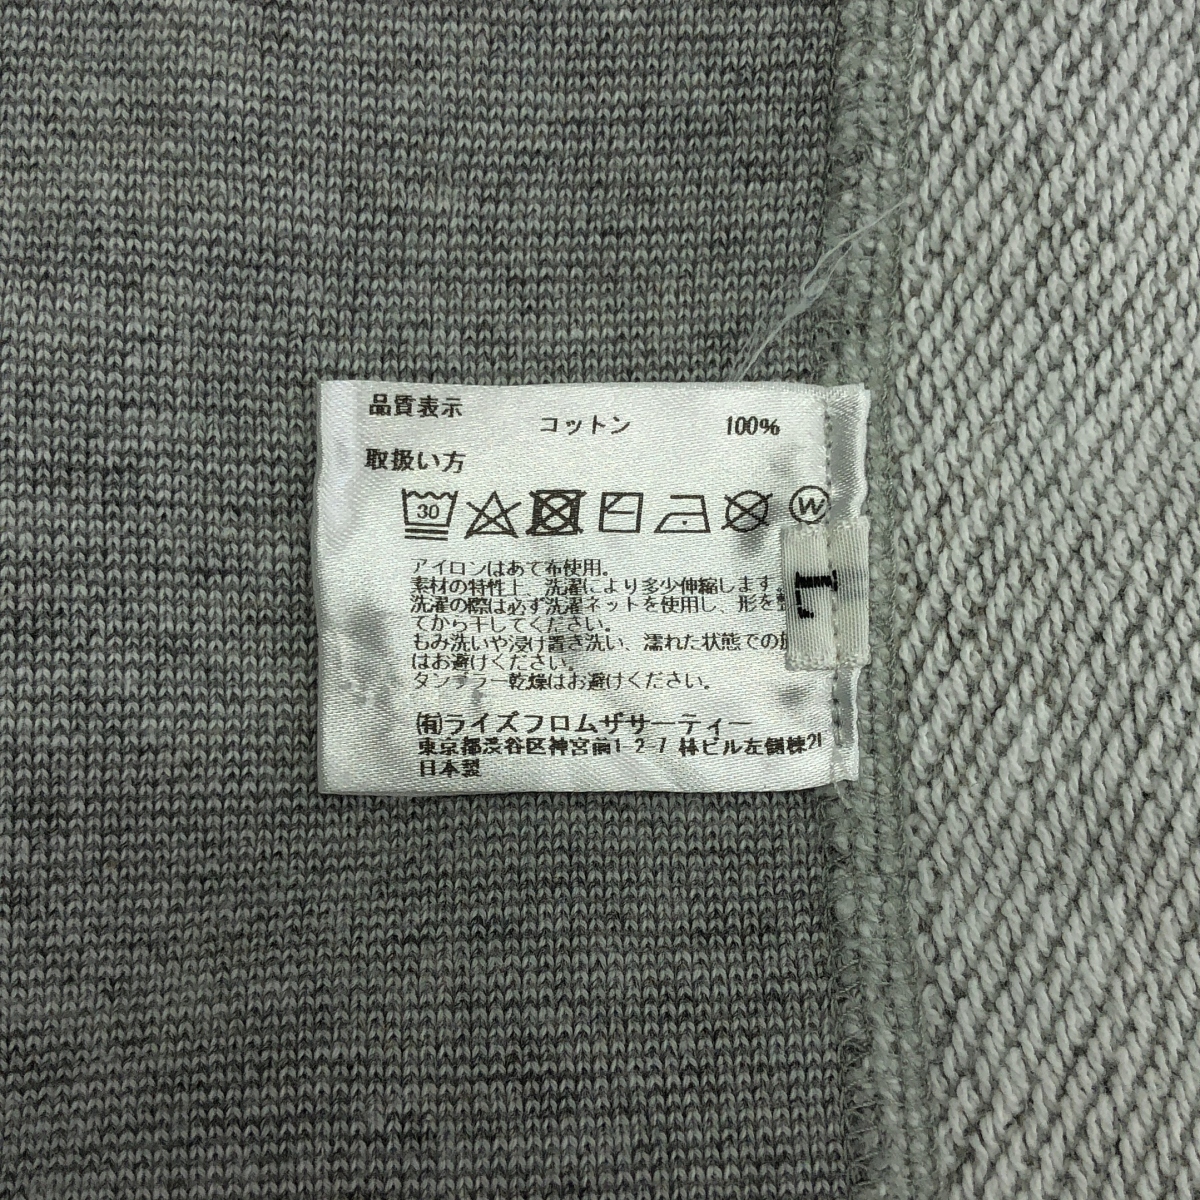 品質表示
コットン 100%
取扱い方
30 W
アイロンはあて布使用。
素材の特性上、洗濯により多少伸縮します。
洗濯の際は必ず洗濯ネットを使用し、形を整
てから干してください。
もみ洗いや浸け置き洗い、濡れた状態での
はお避けください。
タンブラー乾燥はお避けください。
L
㈲ライズフロムザサーティー
東京都渋谷区神宮前1-2-7 林ビル左側棟21
日本製